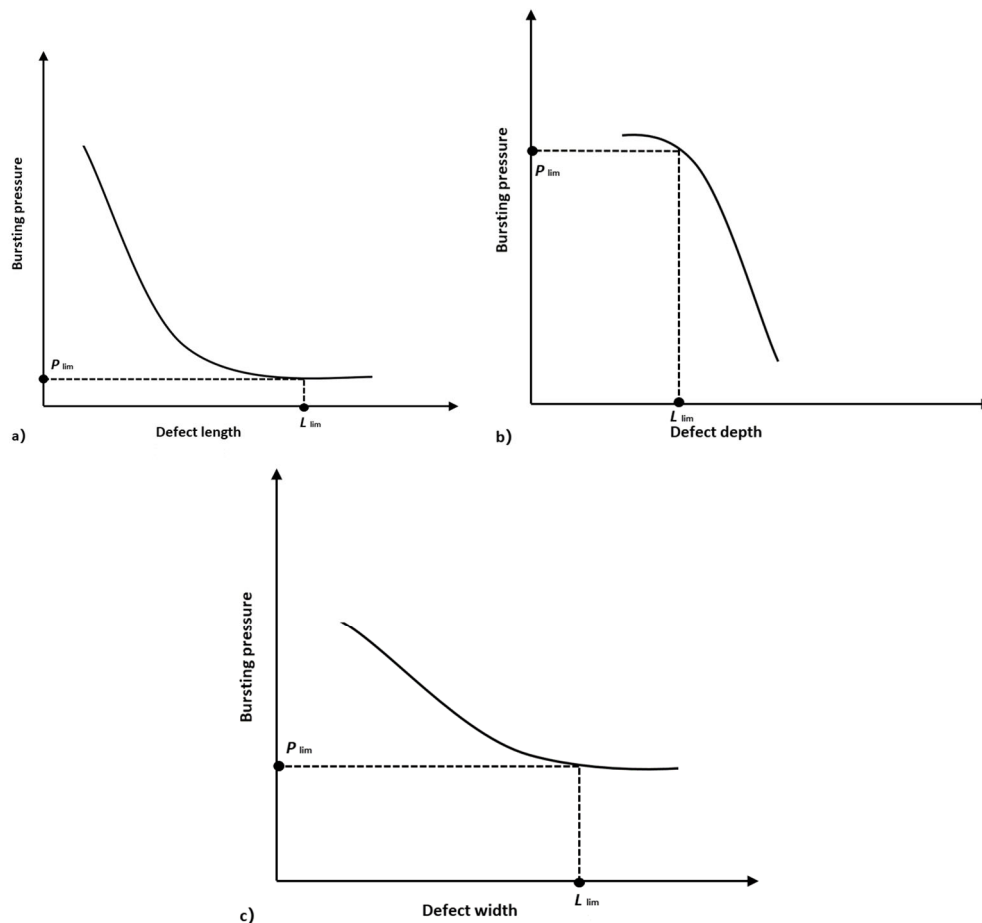 Bursting pressure
P lim
L lim
Defect length
a)
Bursting pressure
P lim
L lim
Defect depth
b)
Bursting pressure
P lim
L lim
Defect width
c)